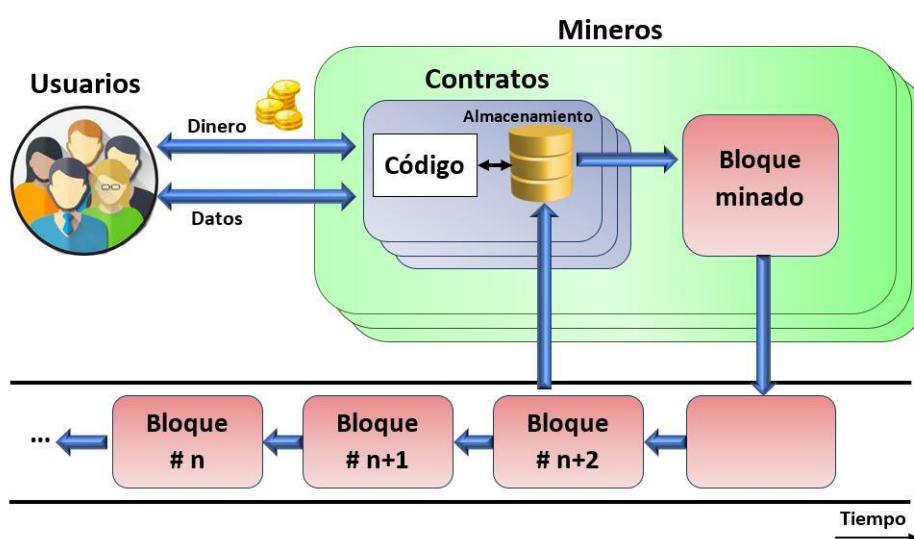 Mineros
Usuarios
Contratos
Dinero
Almacenamiento
Código
Bloque
minado
Datos
...
Bloque
# n
Bloque
# n+1
Bloque
# n+2
Tiempo